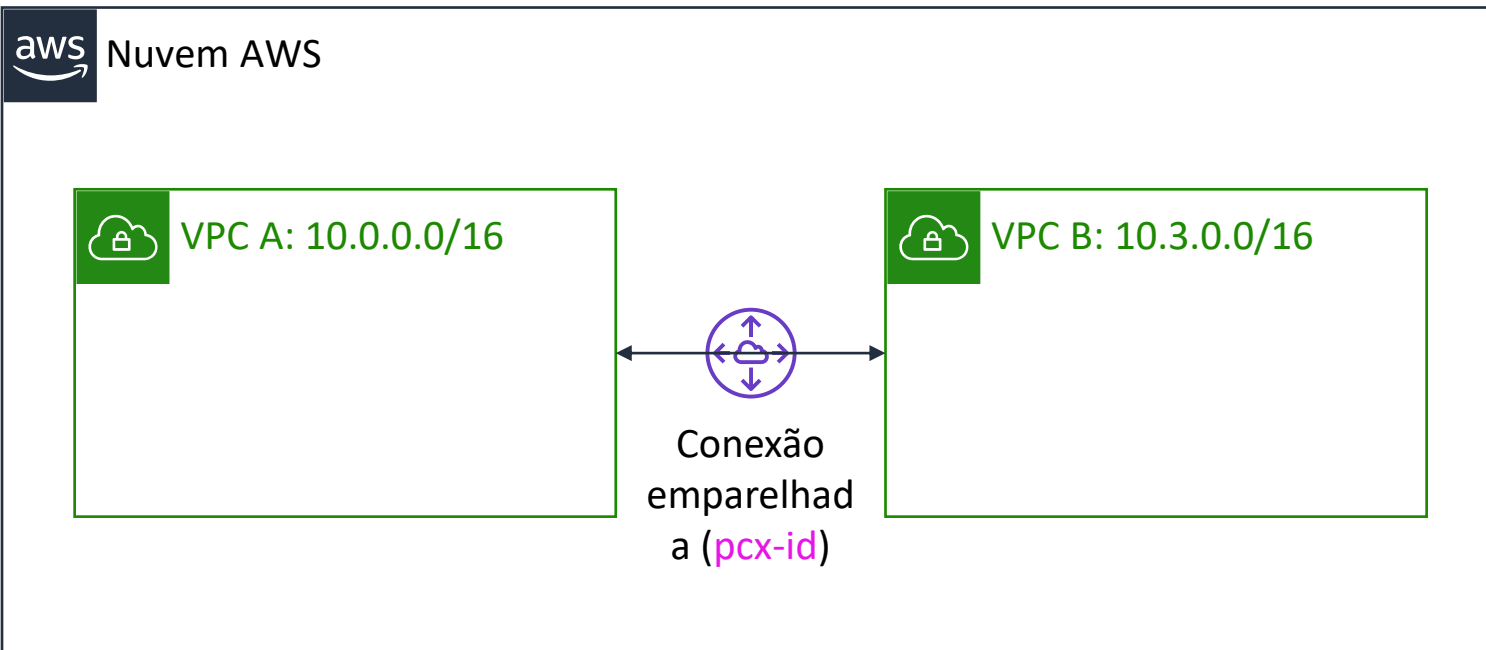 aws
Nuvem AWS
VPC A: 10.0.0.0/16
VPC B: 10.3.0.0/16
Conexão
emparelhad
a (pcx-id)